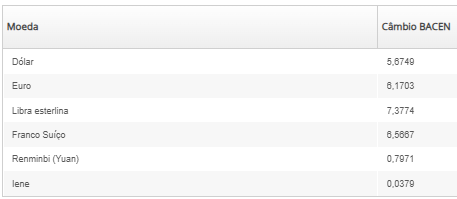 Moeda Câmbio BACEN
Dólar 5,6749
Euro 6,1703
Libra esterlina 7,3774
Franco Suíço 6,5667
Renminbi (Yuan) 0,7971
Iene 0,0379